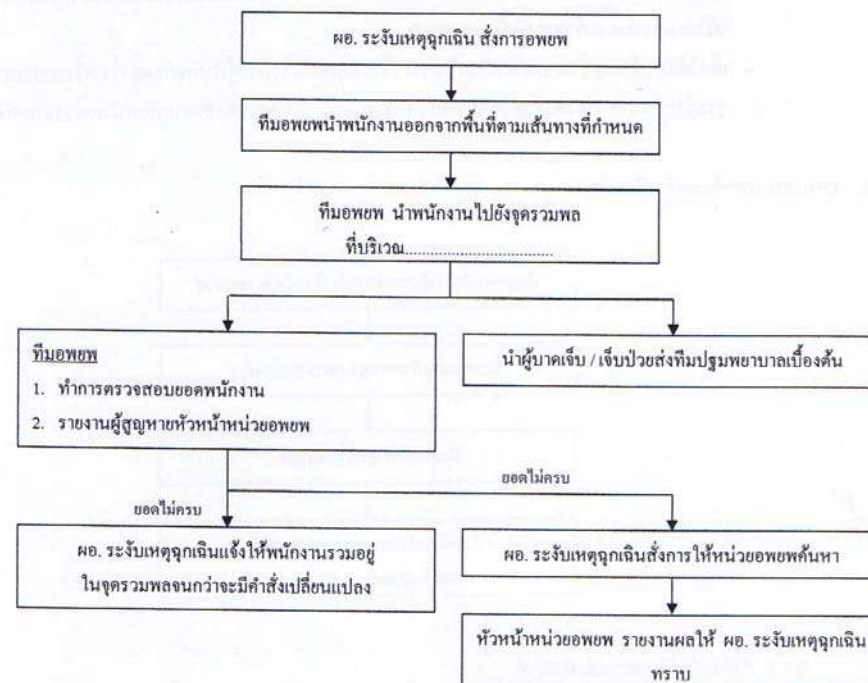 ผอ. ระงับเหตุฉุกเฉิน สั่งการอพยพ
ทีมอพยพนำพนักงานออกจากพื้นที่ตามเส้นทางที่กำหนด
ทีมอพยพ นำพนักงานไปยังจุดรวมพล
ที่บริเวณ....................................
ทีมอพยพ
1. ทำการตรวจสอบยอดพนักงาน
2. รายงานผู้สูญหายหัวหน้าหน่วยอพยพ
นำผู้บาดเจ็บ / เจ็บป่วยส่งทีมปฐมพยาบาลเบื้องต้น
ยอดไม่ครบ
ยอดไม่ครบ
ผอ. ระงับเหตุฉุกเฉินแจ้งให้พนักงานรวมอยู่
ในจุดรวมพลจนกว่าจะมีคำสั่งเปลี่ยนแปลง
ผอ. ระงับเหตุฉุกเฉินสั่งการให้หน่วยอพยพค้นหา
หัวหน้าหน่วยอพยพ รายงานผลให้ ผอ. ระงับเหตุฉุกเฉิน
ทราบ